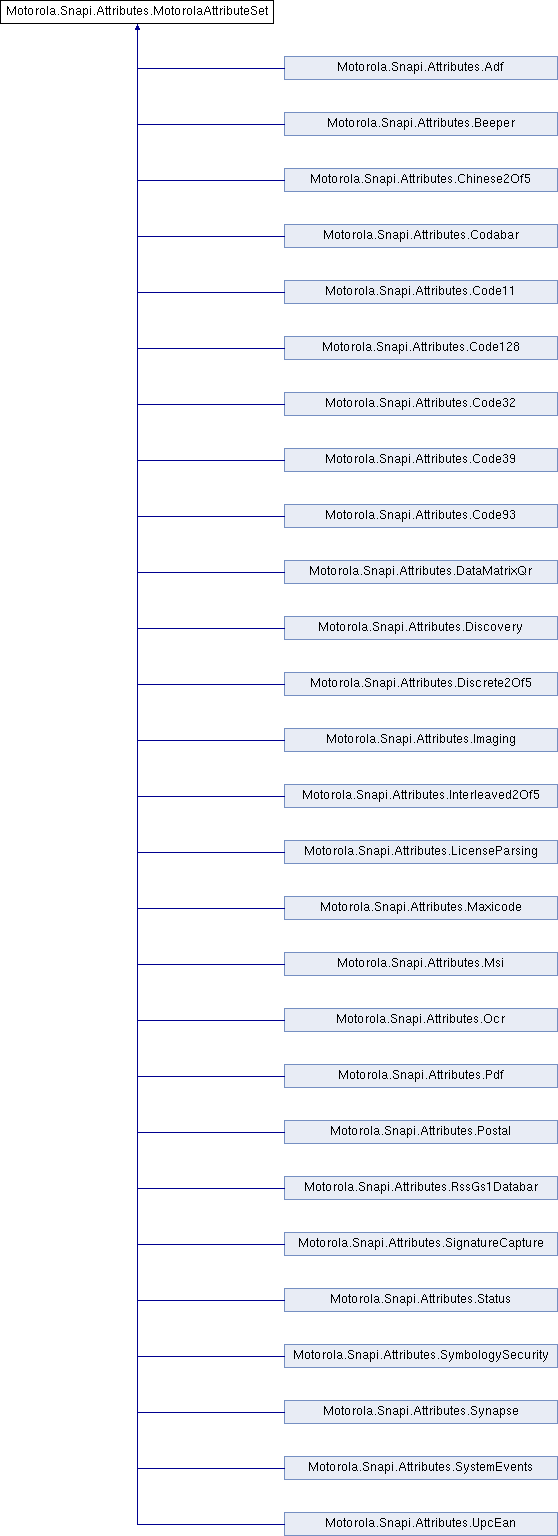 Motorola.Snapi.Attributes.MotorolaAttributeSet
Motorola.Snapi.Attributes.Adf
Motorola.Snapi.Attributes.Beeper
Motorola.Snapi.Attributes.Chinese2Of5
Motorola.Snapi.Attributes.Codabar
Motorola.Snapi.Attributes.Code11
Motorola.Snapi.Attributes.Code128
Motorola.Snapi.Attributes.Code32
Motorola.Snapi.Attributes.Code39
Motorola.Snapi.Attributes.Code93
Motorola.Snapi.Attributes.DataMatrixQr
Motorola.Snapi.Attributes.Discovery
Motorola.Snapi.Attributes.Discrete2Of5
Motorola.Snapi.Attributes.Imaging
Motorola.Snapi.Attributes.Interleaved2Of5
Motorola.Snapi.Attributes.LicenseParsing
Motorola.Snapi.Attributes.Maxicode
Motorola.Snapi.Attributes.Msi
Motorola.Snapi.Attributes.Ocr
Motorola.Snapi.Attributes.Pdf
Motorola.Snapi.Attributes.Postal
Motorola.Snapi.Attributes.RssGs1Databar
Motorola.Snapi.Attributes.SignatureCapture
Motorola.Snapi.Attributes.Status
Motorola.Snapi.Attributes.SymbologySecurity
Motorola.Snapi.Attributes.Synapse
Motorola.Snapi.Attributes.SystemEvents
Motorola.Snapi.Attributes.UpcEan